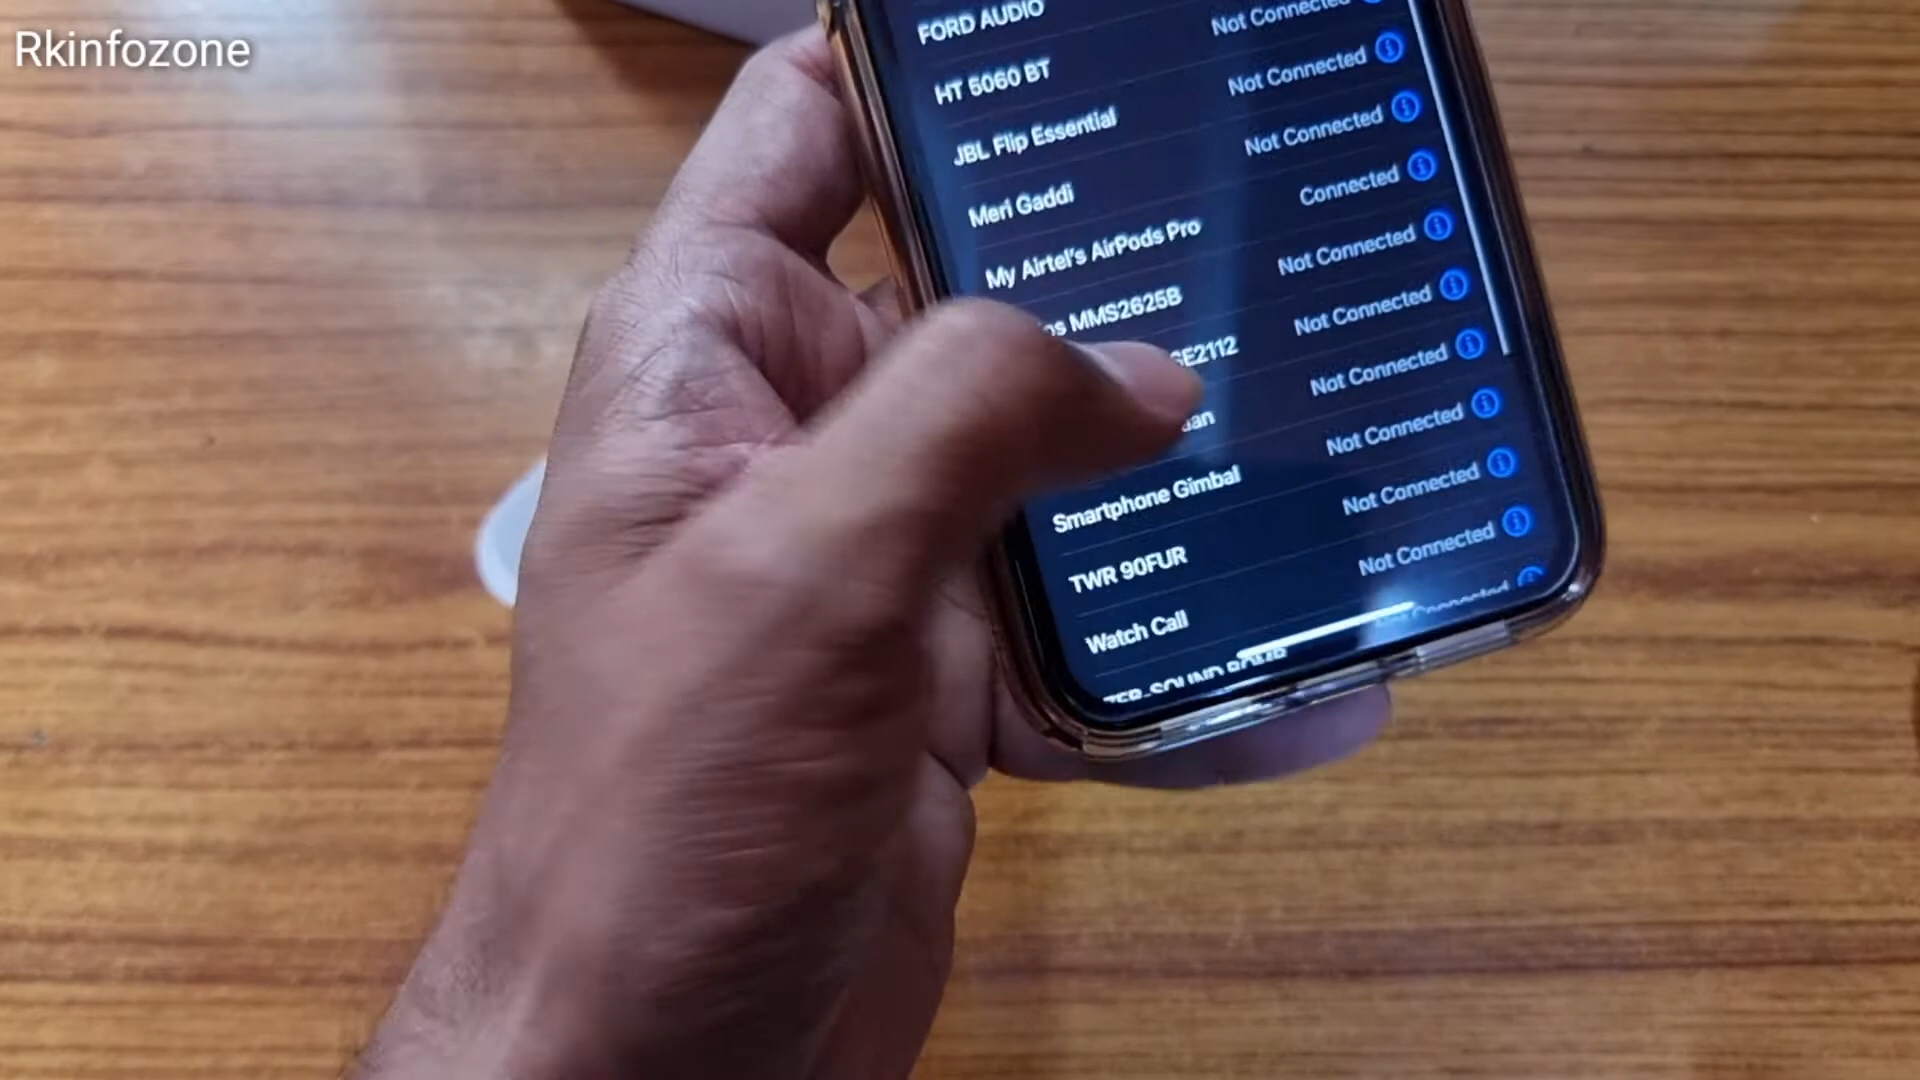 Rkinfozone
FORD AUDIO Not Connected
HT 5060 BT Not Connected
JBL Flip Essential Not Connected
Meri Gaddi Connected
My Airtel's AirPods Pro Not Connected
MMS2625B Not Connected
Not Connected
Not Connected
Smartphone Gimbal Not Connected
TWR 90FUR Not Connected
Watch Call